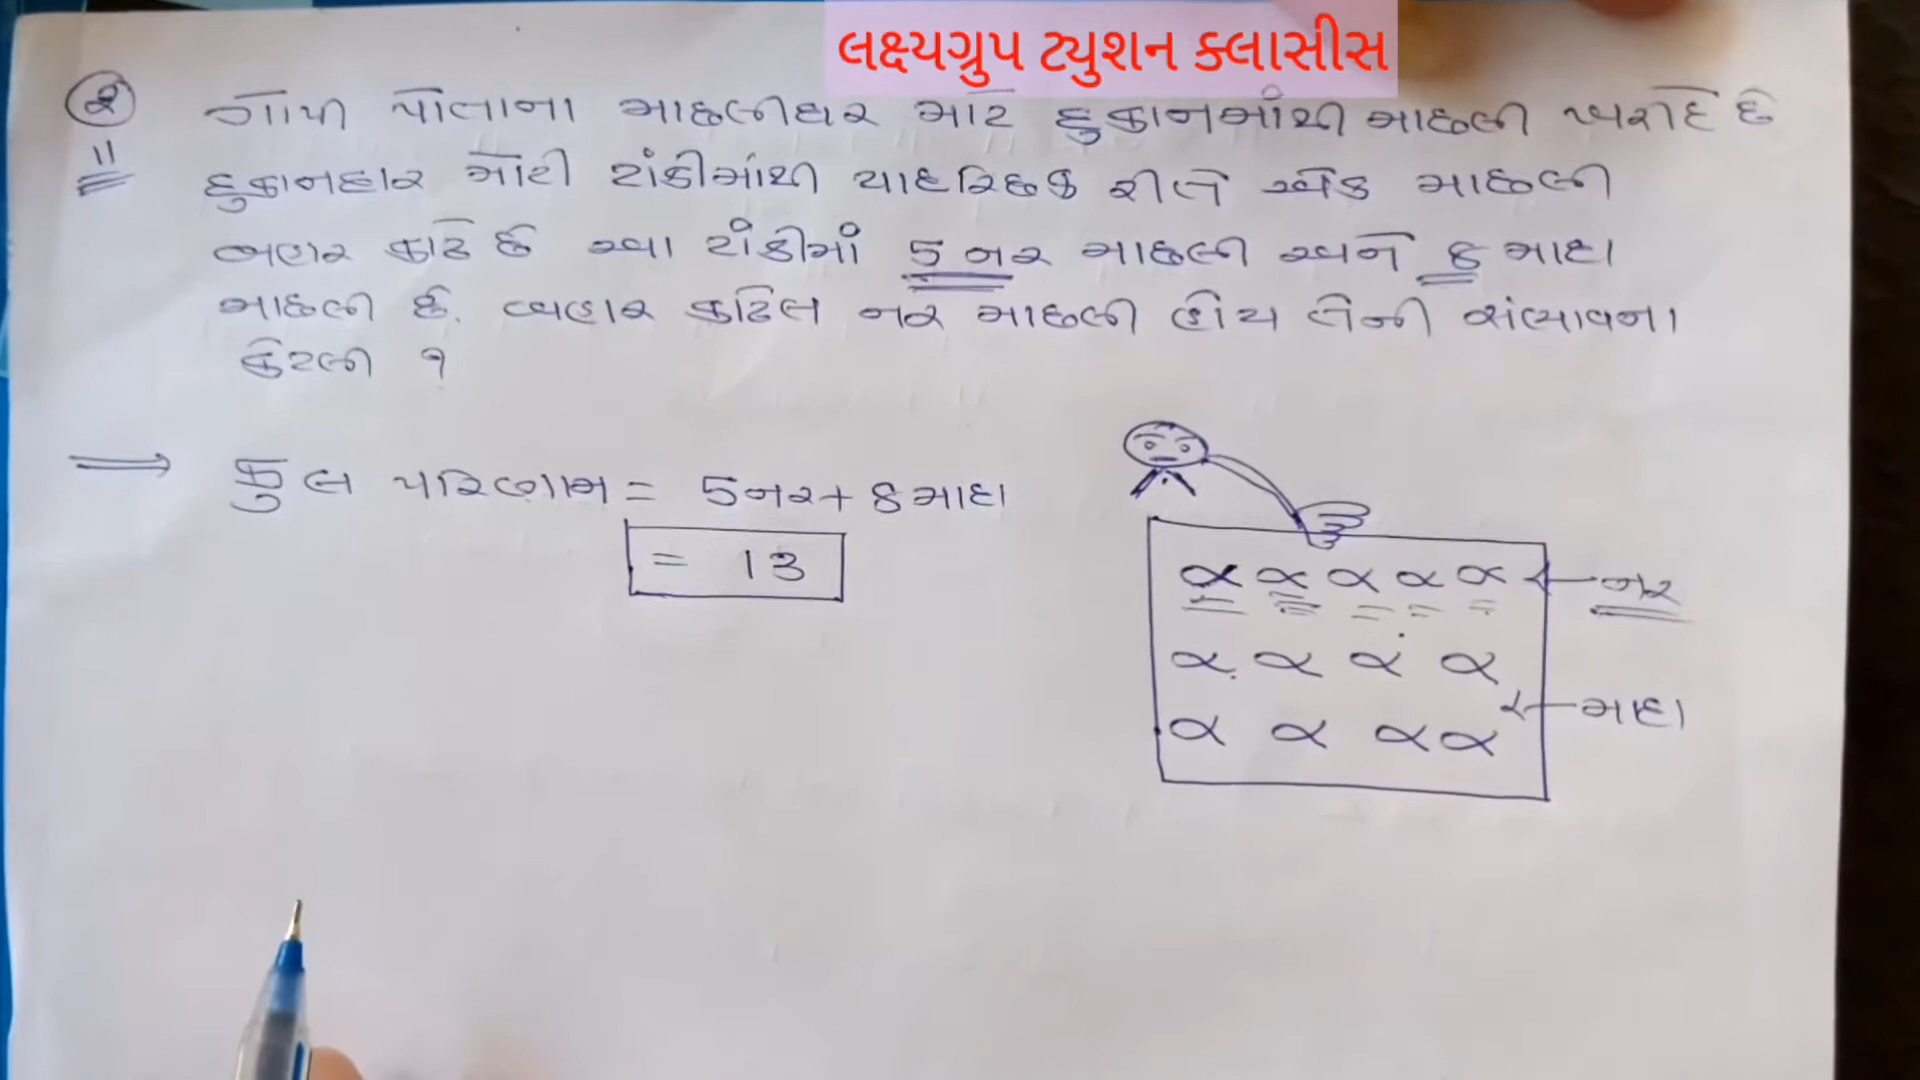 લક્ષ્યગ્રુપ ટ્યુશન ક્લાસીસ
૨ ગોપી પોતાના માછલીઘર માટે દુકાનમાંથી માછલી ખરીદે છે
દુકાનદાર મોટી ટાંકીમાંથી યાદચ્છિક રીતે એક માછલી
બહાર કાઢે છે આ ટાંકીમાં 5 નર માછલી અને 8 માદા
માછલી છે. બહાર કાઢેલ નર માછલી હોય તેની સંભાવના
કેટલી ?
⟹ કુલ પરિણામ = 5નર + 8માદા
= 13
α α α α α ← નર
α α α α
← માદા
α α α α